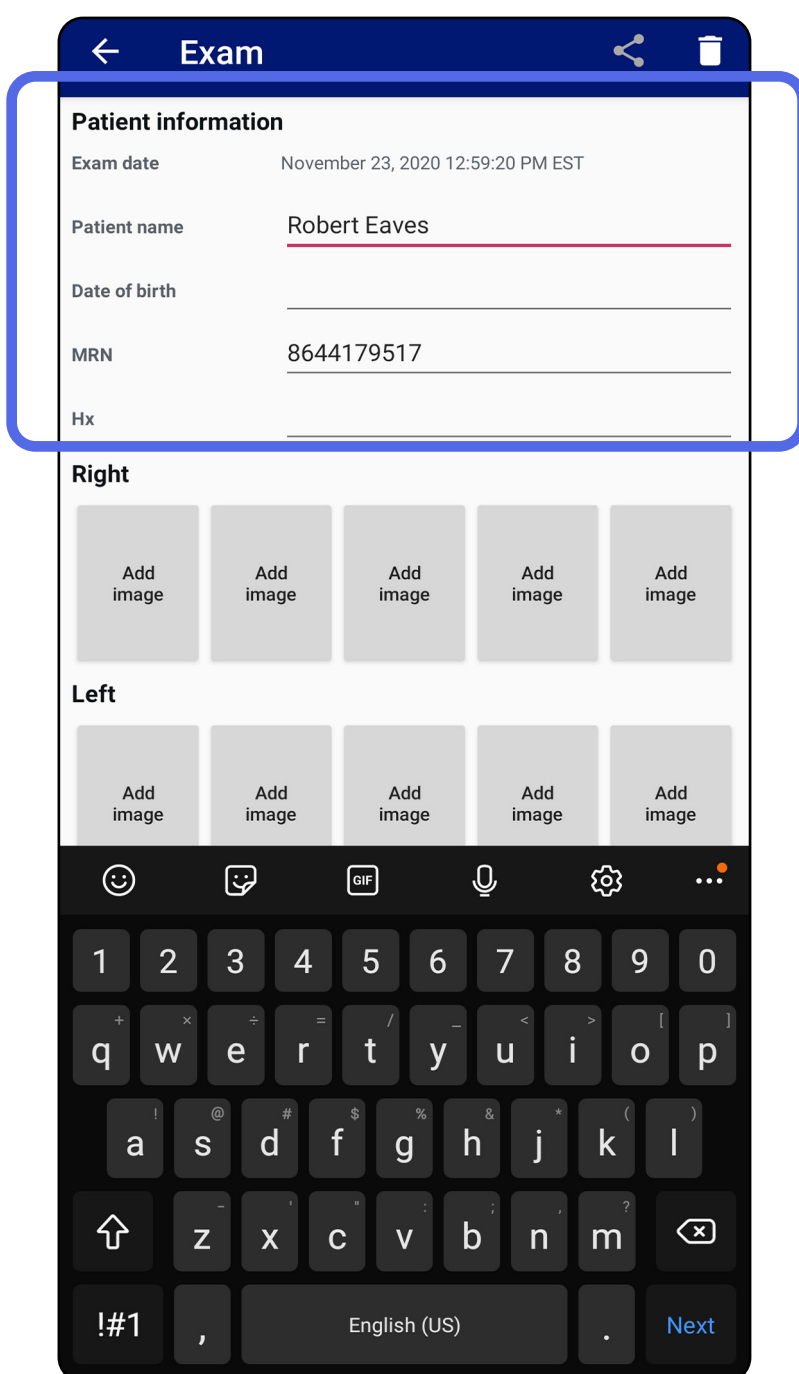 Exam
Patient information
Exam date November 23, 2020 12:59:20 PM EST
Patient name Robert Eaves
Date of birth
MRN 8644179517
Hx
Right
Add image Add image Add image Add image Add image
Left
Add image Add image Add image Add image Add image
GIF
1 2 3 4 5 6 7 8 9 0
+ × ÷ = / _ < > [ ]
q w e r t y u i o p
! @ # $ % & * ( )
a s d f g h j k l
- ' " : ; , ?
z x c v b n m
!#1 , English (US) . Next